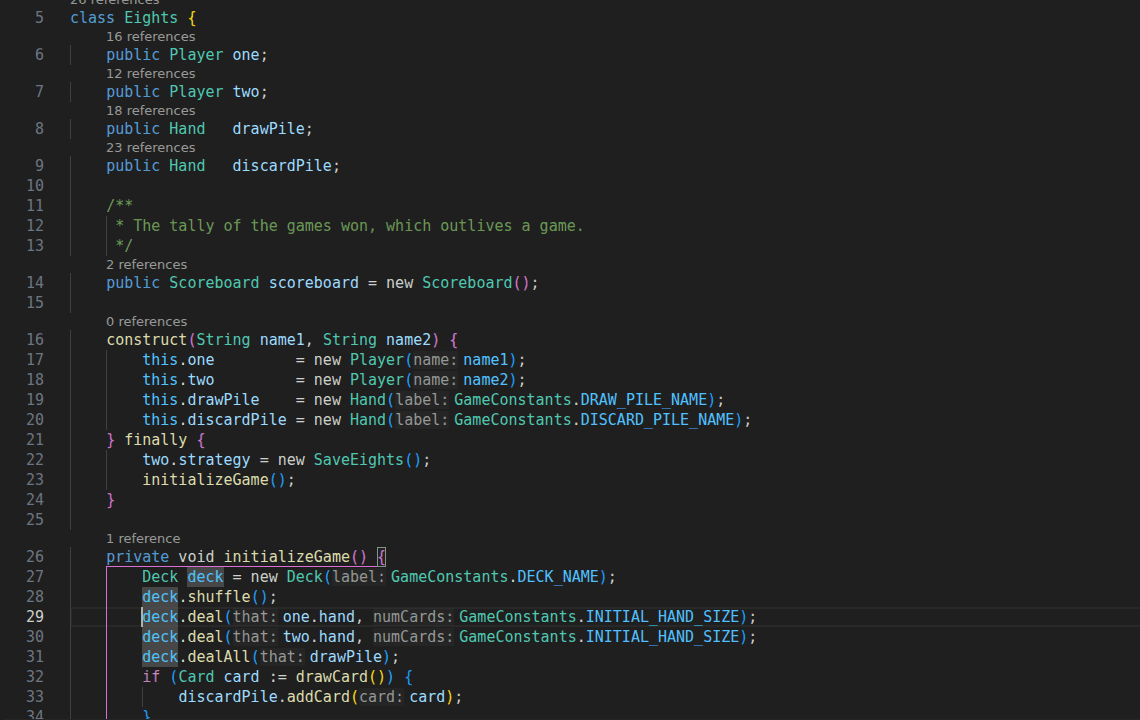 26 references
5 class Eights {
16 references
6 public Player one;
12 references
7 public Player two;
18 references
8 public Hand   drawPile;
23 references
9 public Hand   discardPile;
10
11 /**
12 * The tally of the games won, which outlives a game.
13 */
2 references
14 public Scoreboard scoreboard = new Scoreboard();
15
0 references
16 construct(String name1, String name2) {
17 this.one         = new Player(name: name1);
18 this.two         = new Player(name: name2);
19 this.drawPile    = new Hand(label: GameConstants.DRAW_PILE_NAME);
20 this.discardPile = new Hand(label: GameConstants.DISCARD_PILE_NAME);
21 } finally {
22 two.strategy = new SaveEights();
23 initializeGame();
24 }
25
1 reference
26 private void initializeGame() {
27 Deck deck = new Deck(label: GameConstants.DECK_NAME);
28 deck.shuffle();
29 deck.deal(that: one.hand, numCards: GameConstants.INITIAL_HAND_SIZE);
30 deck.deal(that: two.hand, numCards: GameConstants.INITIAL_HAND_SIZE);
31 deck.dealAll(that: drawPile);
32 if (Card card := drawCard()) {
33 discardPile.addCard(card: card);
34 }